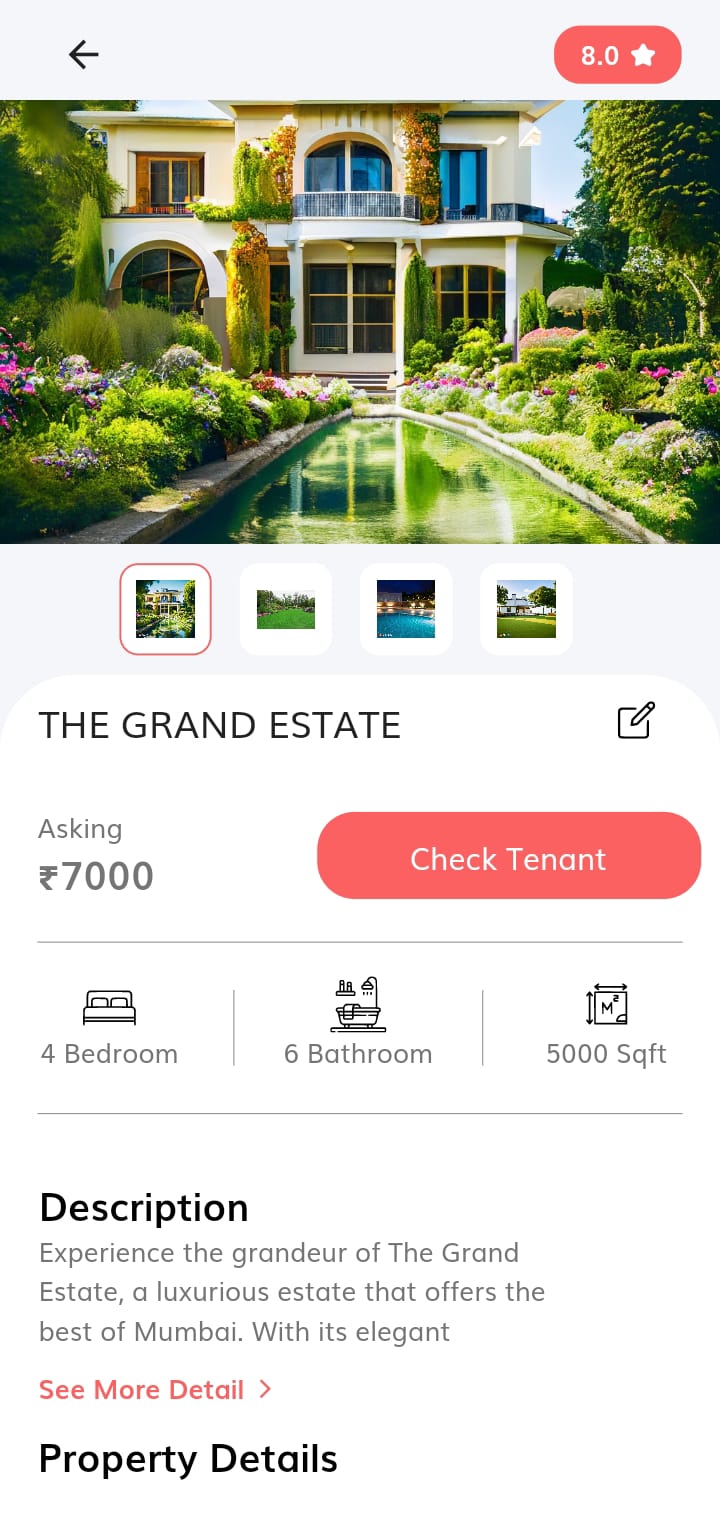 8.0
THE GRAND ESTATE
Asking
₹7000
Check Tenant
M²
4 Bedroom
6 Bathroom
5000 Sqft
Description
Experience the grandeur of The Grand
Estate, a luxurious estate that offers the
best of Mumbai. With its elegant
See More Detail
Property Details